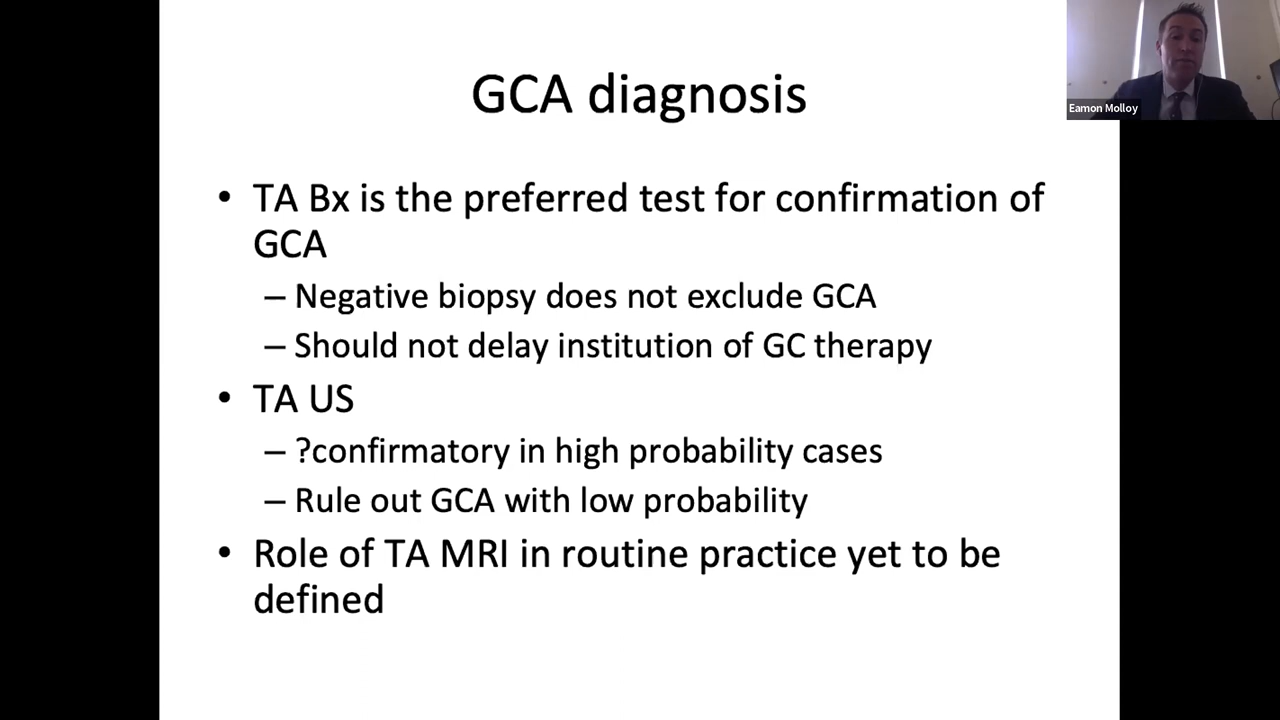 GCA diagnosis
Eamon Molloy
• TA Bx is the preferred test for confirmation of
GCA
– Negative biopsy does not exclude GCA
– Should not delay institution of GC therapy
• TA US
– ?confirmatory in high probability cases
– Rule out GCA with low probability
• Role of TA MRI in routine practice yet to be
defined